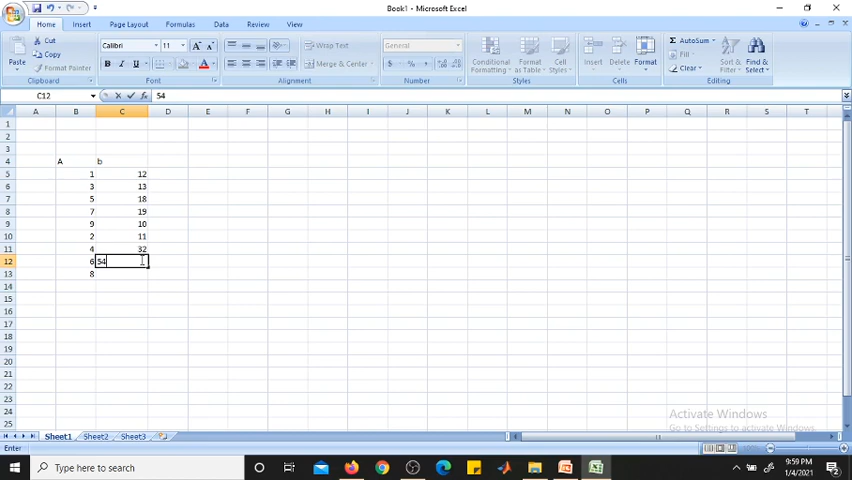 Book1 - Microsoft Excel
Home Insert Page Layout Formulas Data Review View
Paste
Cut
Copy
Format Painter
Clipboard
Calibri 11
B I U
Font
Wrap Text
Merge & Center
Alignment
General
$ % ,
Number
Conditional Formatting
Format as Table
Cell Styles
Styles
Insert Delete Format
Cells
AutoSum
Fill
Clear
Sort & Filter
Find & Select
Editing
C12 fx 54
A B C D E F G H I J K L M N O P Q R S T
1
2
3
4 A b
5 1 12
6 3 13
7 5 18
8 7 19
9 9 10
10 2 11
11 4 32
12 6 54
13 8
14
15
16
17
18
19
20
21
22
23
24
25
Activate Windows
Go to Settings to activate Windows.
Sheet1 Sheet2 Sheet3
Enter 100%
Type here to search
9:59 PM
1/4/2021
2